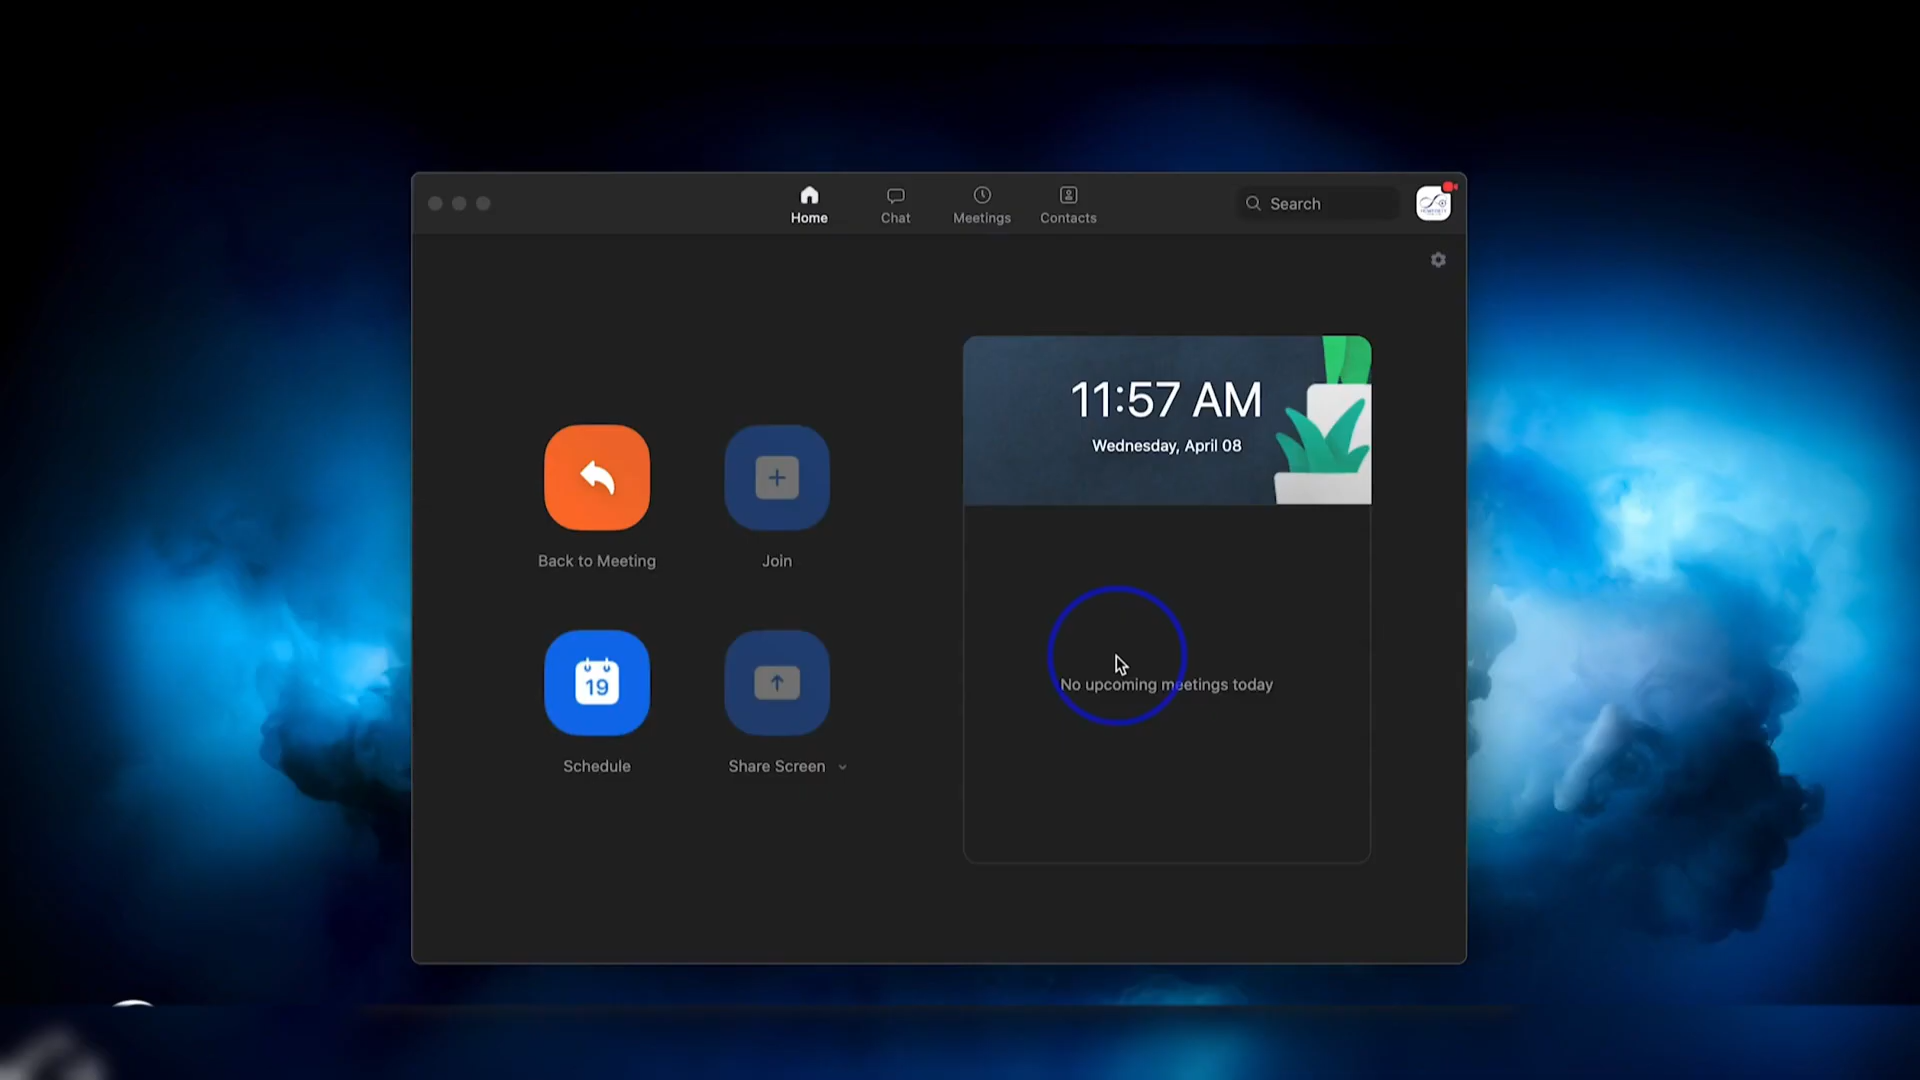 Home
Chat
Meetings
Contacts
Search
11:57 AM
Wednesday, April 08
Back to Meeting
Join
No upcoming meetings today
19
Schedule
Share Screen